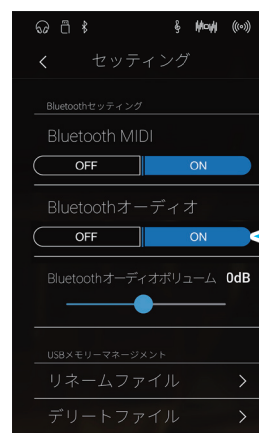 セッティング
Bluetoothセッティング
Bluetooth MIDI
OFF ON
Bluetoothオーディオ
OFF ON
Bluetoothオーディオボリューム 0dB
USBメモリーマネージメント
リネームファイル
デリートファイル